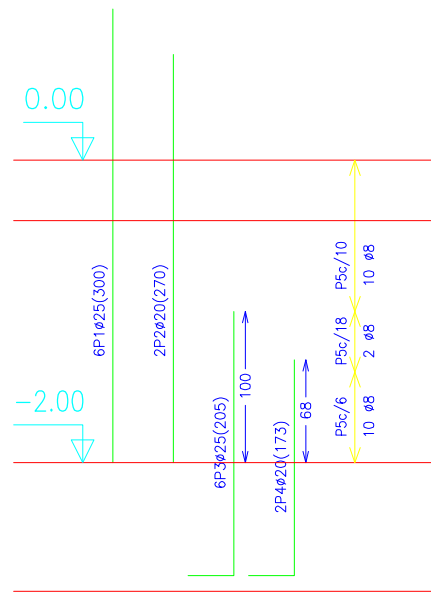 0.00
6P1ø25(300)
2P2ø20(270)
P5c/10
10 ø8
P5c/18
2 ø8
-2.00
6P3ø25(205)
100
2P4ø20(173)
68
P5c/6
10 ø8